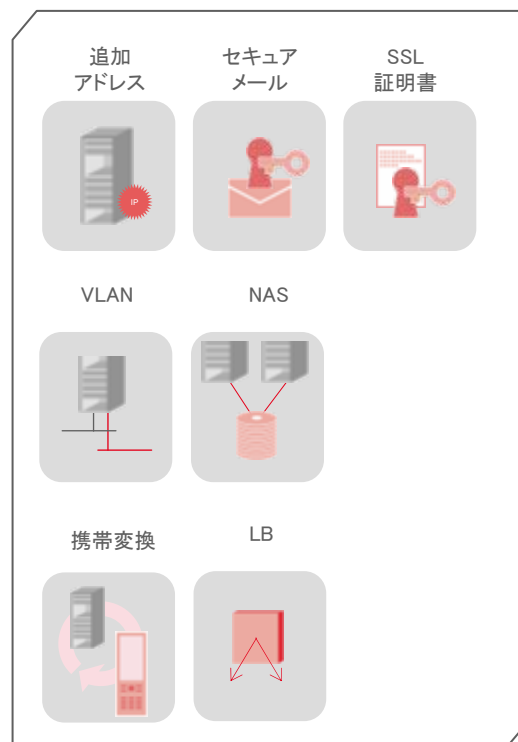 追加
アドレス
セキュア
メール
SSL
証明書
IP
VLAN
NAS
携帯変換
LB